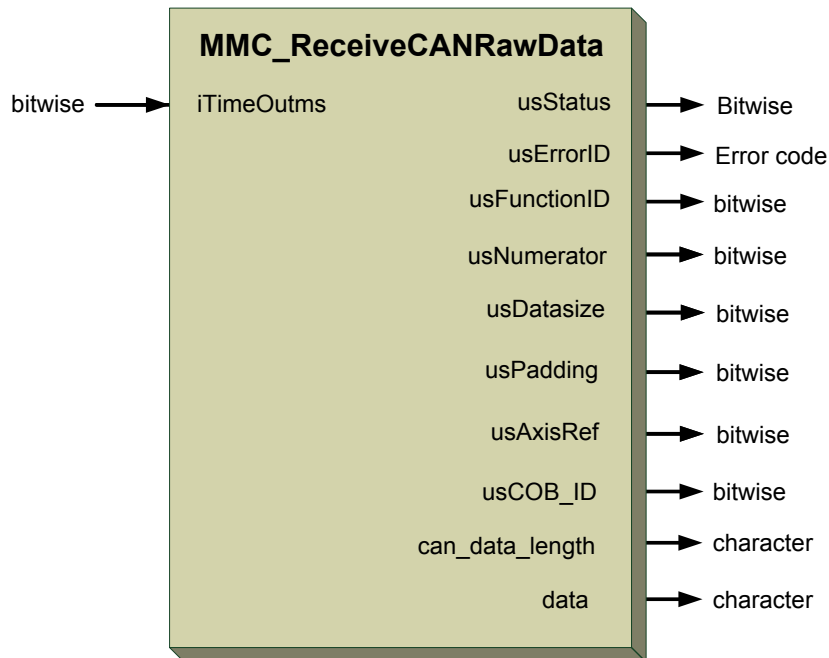 MMC_ReceiveCANRawData
bitwise iTimeOutms usStatus Bitwise
usErrorID Error code
usFunctionID bitwise
usNumerator bitwise
usDatasize bitwise
usPadding bitwise
usAxisRef bitwise
usCOB_ID bitwise
can_data_length character
data character